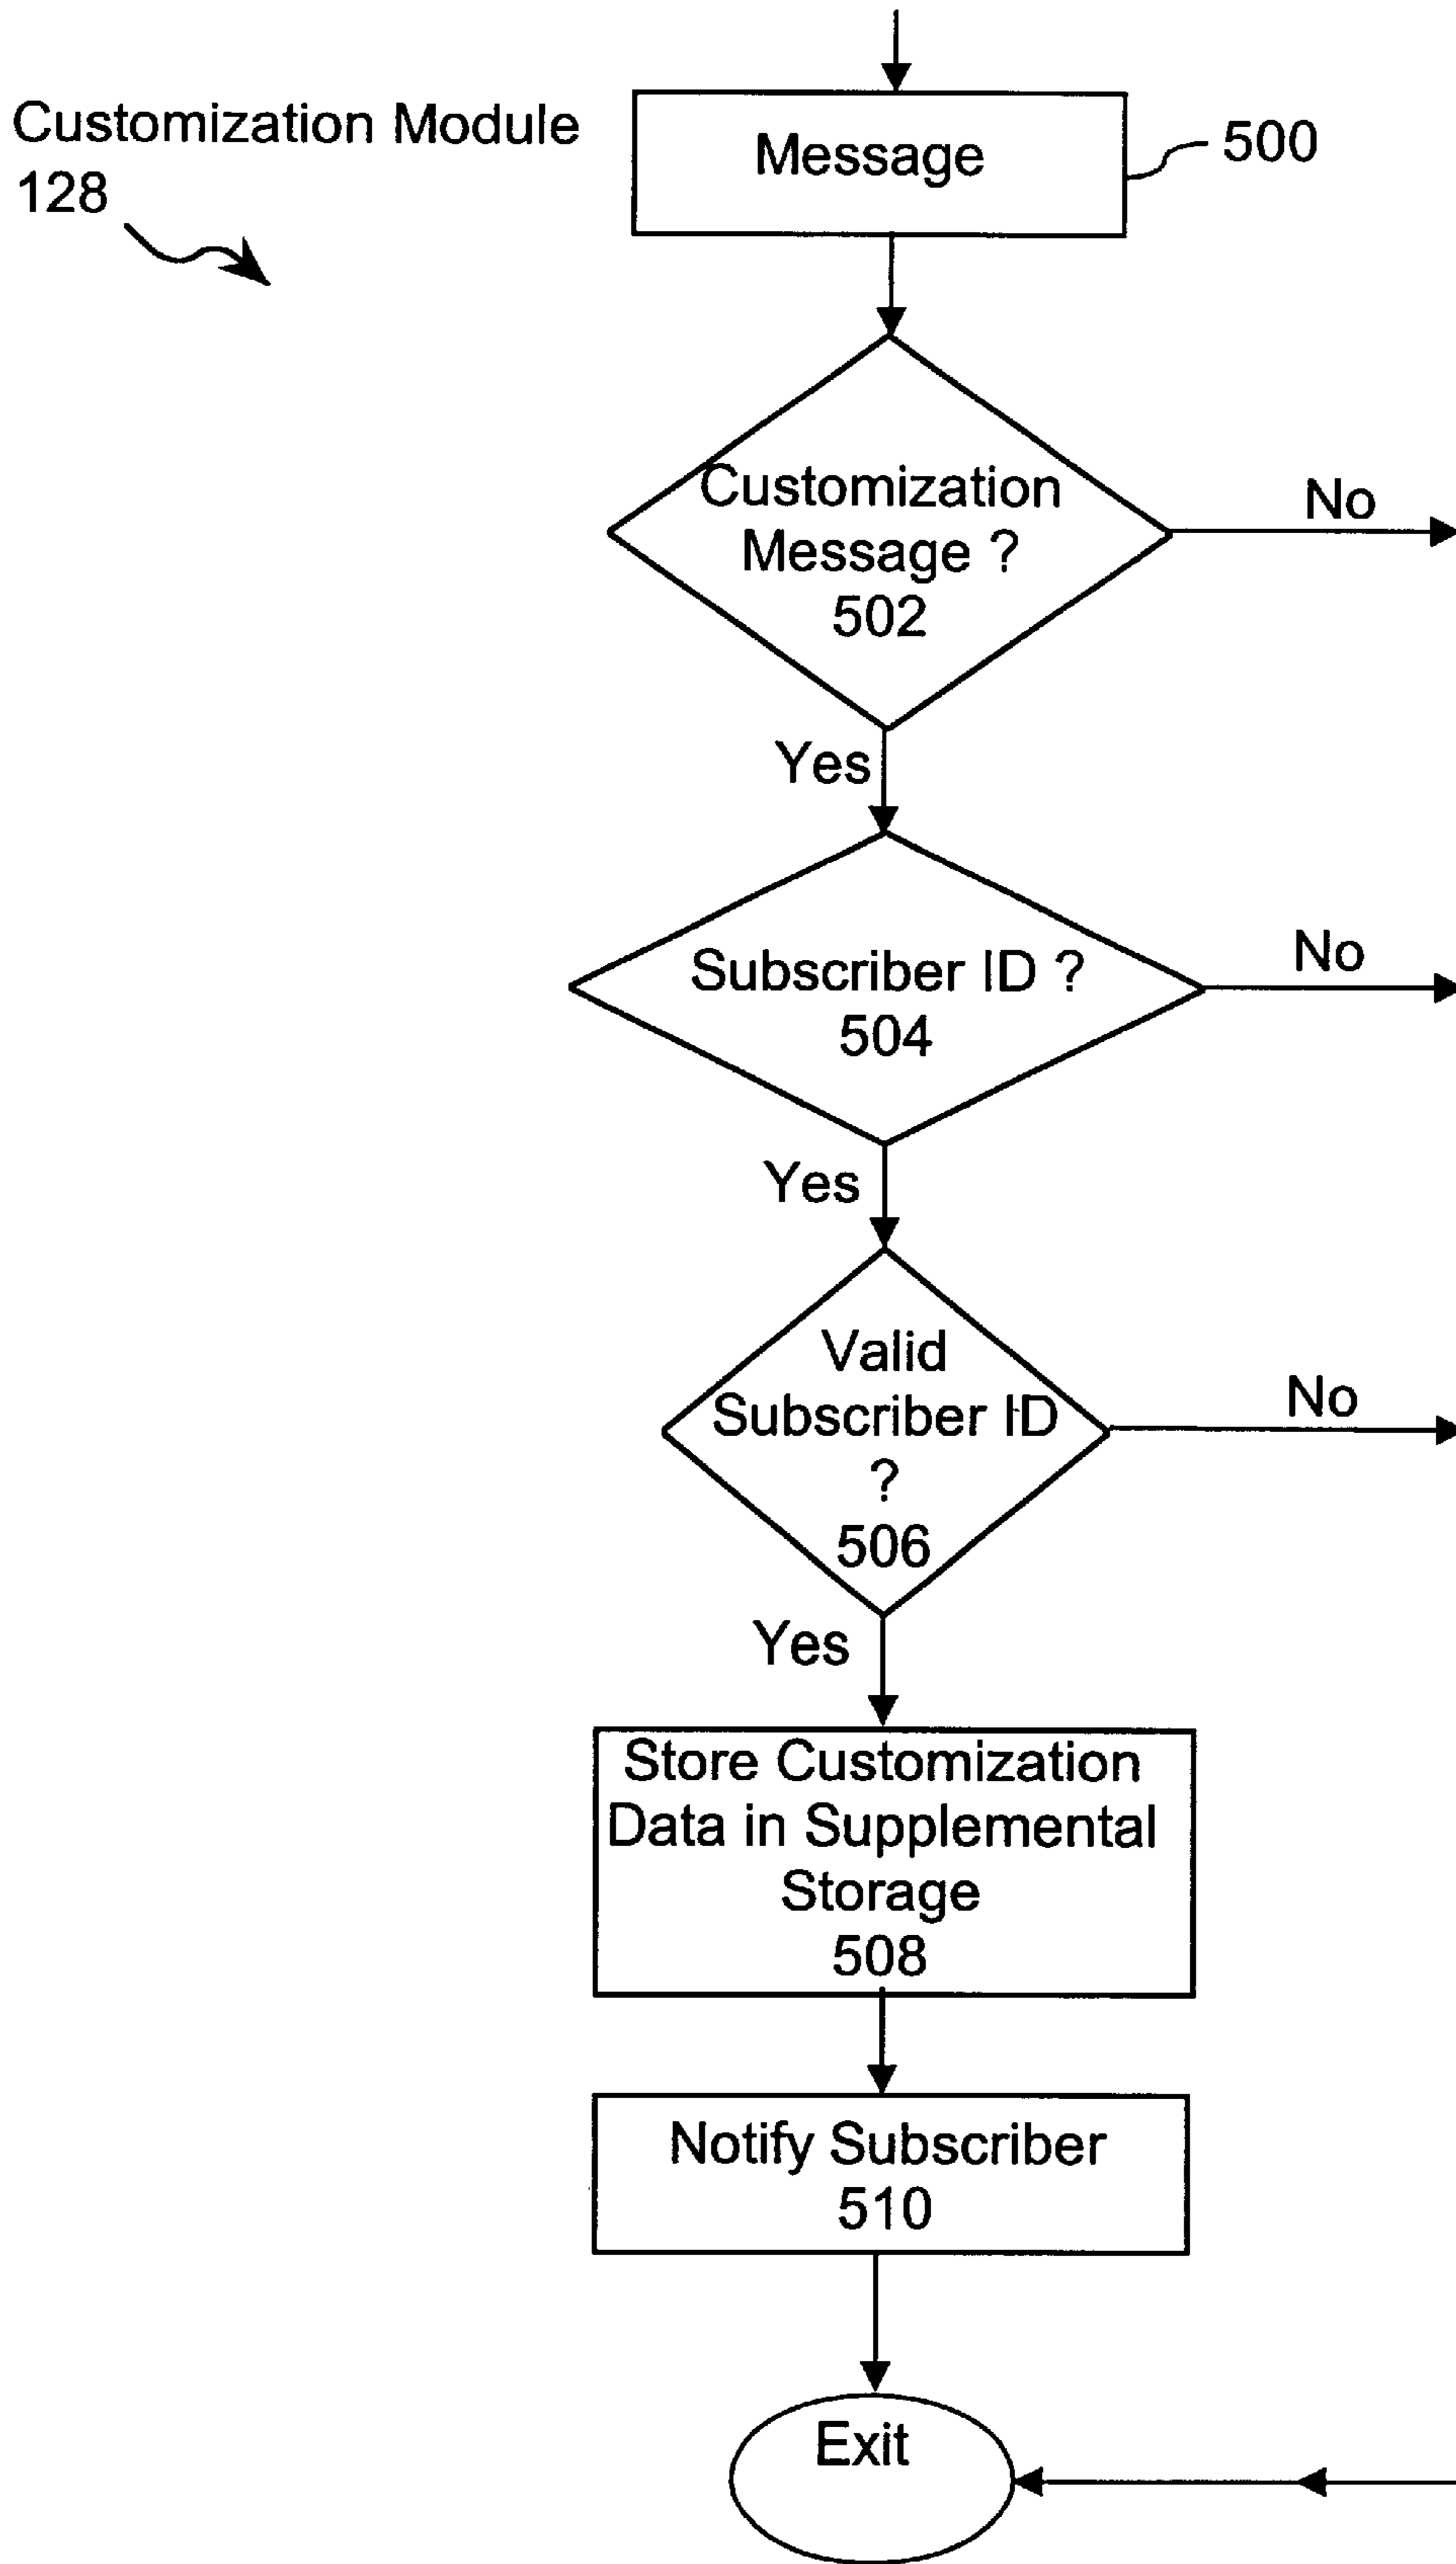 Customization Module
128
Message
500
Customization
Message ?
502
No
Yes
Subscriber ID ?
504
No
Yes
Valid
Subscriber ID
?
506
No
Yes
Store Customization
Data in Supplemental
Storage
508
Notify Subscriber
510
Exit